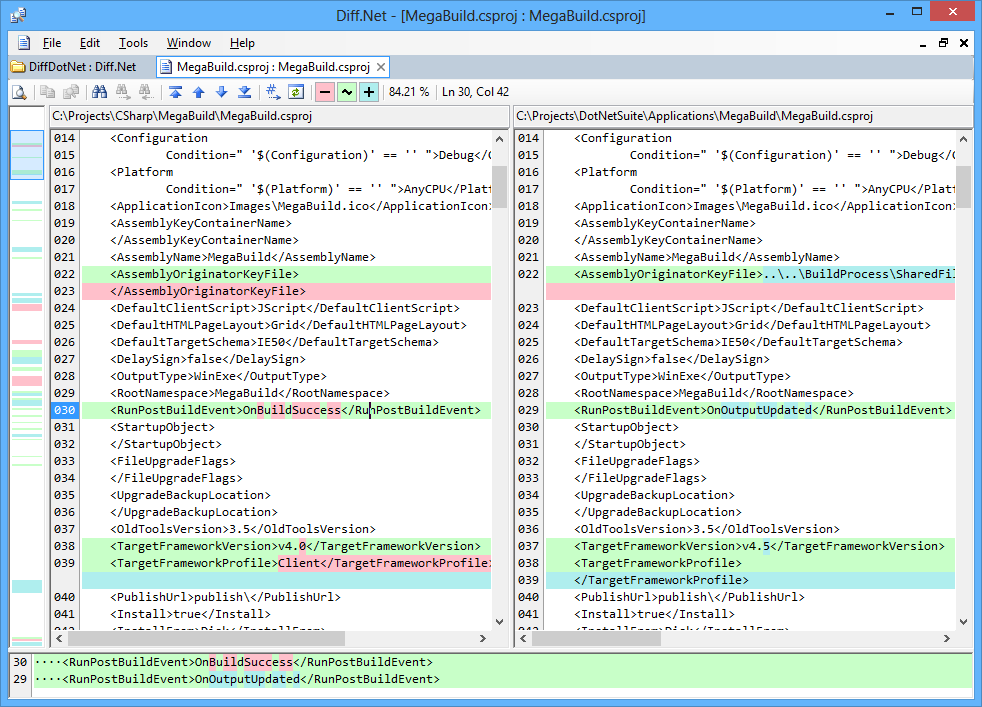 Diff.Net - [MegaBuild.csproj : MegaBuild.csproj]
File Edit Tools Window Help
DiffDotNet : Diff.Net MegaBuild.csproj : MegaBuild.csproj
84.21 % Ln 30, Col 42
C:\Projects\CSharp\MegaBuild\MegaBuild.csproj
014 <Configuration
015 Condition=" '$(Configuration)' == '' ">Debug</C
016 <Platform
017 Condition=" '$(Platform)' == '' ">AnyCPU</Platf
018 <ApplicationIcon>Images\MegaBuild.ico</ApplicationIcon>
019 <AssemblyKeyContainerName>
020 </AssemblyKeyContainerName>
021 <AssemblyName>MegaBuild</AssemblyName>
022 <AssemblyOriginatorKeyFile>
023 </AssemblyOriginatorKeyFile>
024 <DefaultClientScript>JScript</DefaultClientScript>
025 <DefaultHTMLPageLayout>Grid</DefaultHTMLPageLayout>
026 <DefaultTargetSchema>IE50</DefaultTargetSchema>
027 <DelaySign>false</DelaySign>
028 <OutputType>WinExe</OutputType>
029 <RootNamespace>MegaBuild</RootNamespace>
030 <RunPostBuildEvent>OnBuildSuccess</RunPostBuildEvent>
031 <StartupObject>
032 </StartupObject>
033 <FileUpgradeFlags>
034 </FileUpgradeFlags>
035 <UpgradeBackupLocation>
036 </UpgradeBackupLocation>
037 <OldToolsVersion>3.5</OldToolsVersion>
038 <TargetFrameworkVersion>v4.0</TargetFrameworkVersion>
039 <TargetFrameworkProfile>Client</TargetFrameworkProfile>
040 <PublishUrl>publish\</PublishUrl>
041 <Install>true</Install>
042 <InstallFrom>Disk</InstallFrom>
C:\Projects\DotNetSuite\Applications\MegaBuild\MegaBuild.csproj
014 <Configuration
015 Condition=" '$(Configuration)' == '' ">Debug</C
016 <Platform
017 Condition=" '$(Platform)' == '' ">AnyCPU</Platf
018 <ApplicationIcon>Images\MegaBuild.ico</ApplicationIcon>
019 <AssemblyKeyContainerName>
020 </AssemblyKeyContainerName>
021 <AssemblyName>MegaBuild</AssemblyName>
022 <AssemblyOriginatorKeyFile>..\..\BuildProcess\SharedFil
023 <DefaultClientScript>JScript</DefaultClientScript>
024 <DefaultHTMLPageLayout>Grid</DefaultHTMLPageLayout>
025 <DefaultTargetSchema>IE50</DefaultTargetSchema>
026 <DelaySign>false</DelaySign>
027 <OutputType>WinExe</OutputType>
028 <RootNamespace>MegaBuild</RootNamespace>
029 <RunPostBuildEvent>OnOutputUpdated</RunPostBuildEvent>
030 <StartupObject>
031 </StartupObject>
032 <FileUpgradeFlags>
033 </FileUpgradeFlags>
034 <UpgradeBackupLocation>
035 </UpgradeBackupLocation>
036 <OldToolsVersion>3.5</OldToolsVersion>
037 <TargetFrameworkVersion>v4.5</TargetFrameworkVersion>
038 <TargetFrameworkProfile>
039 </TargetFrameworkProfile>
040 <PublishUrl>publish\</PublishUrl>
041 <Install>true</Install>
042 <InstallFrom>Disk</InstallFrom>
30 ····<RunPostBuildEvent>OnBuildSuccess</RunPostBuildEvent>
29 ····<RunPostBuildEvent>OnOutputUpdated</RunPostBuildEvent>